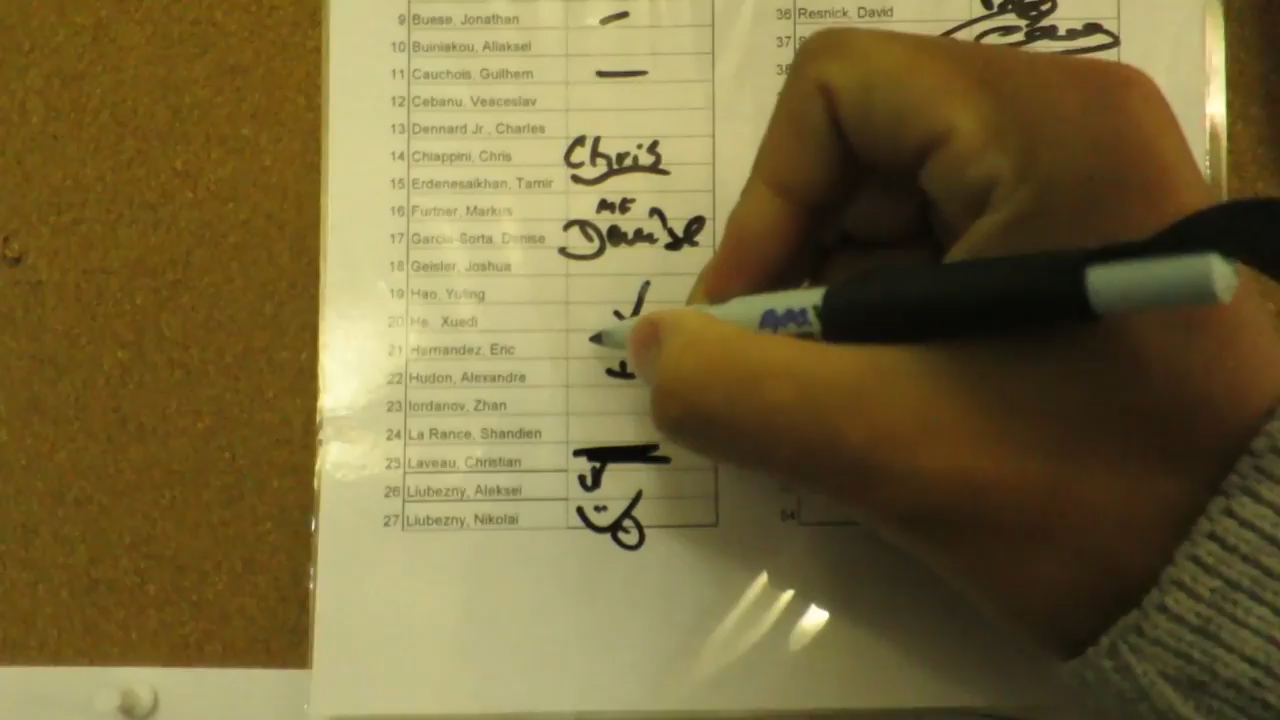 9 Buese, Jonathan
10 Buiniakou, Aliaksei
11 Cauchois, Guilhem
12 Cebanu, Veaceslav
13 Dennard Jr., Charles
14 Chiappini, Chris Chris
15 Erdenesaikhan, Tamir
16 Furtner, Markus MF
17 Garcia-Sorta, Denise Denise
18 Geisler, Joshua
19 Hao, Yuling
20 He, Xuedi
21 Hernandez, Eric
22 Hudon, Alexandre
23 Iordanov, Zhan
24 La Rance, Shandien
25 Laveau, Christian
26 Liubezny, Aleksei
27 Liubezny, Nikolai
36 Resnick, David
37
38
54